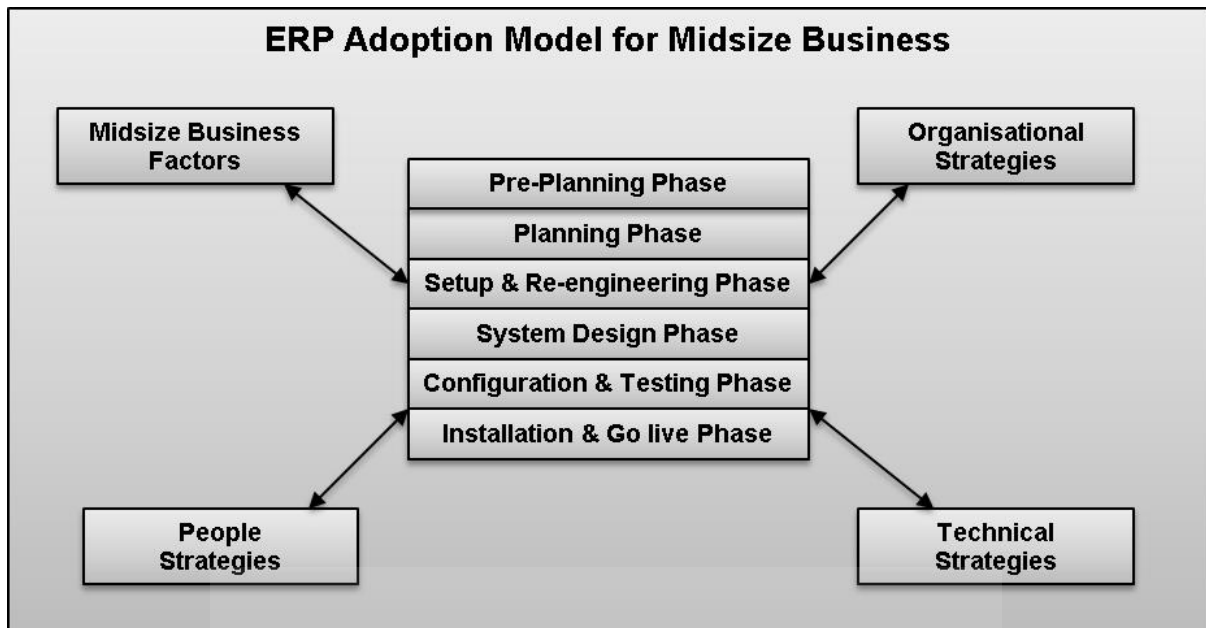 ERP Adoption Model for Midsize Business
Midsize Business
Factors
Organisational
Strategies
Pre-Planning Phase
Planning Phase
Setup & Re-engineering Phase
System Design Phase
Configuration & Testing Phase
Installation & Go live Phase
People
Strategies
Technical
Strategies